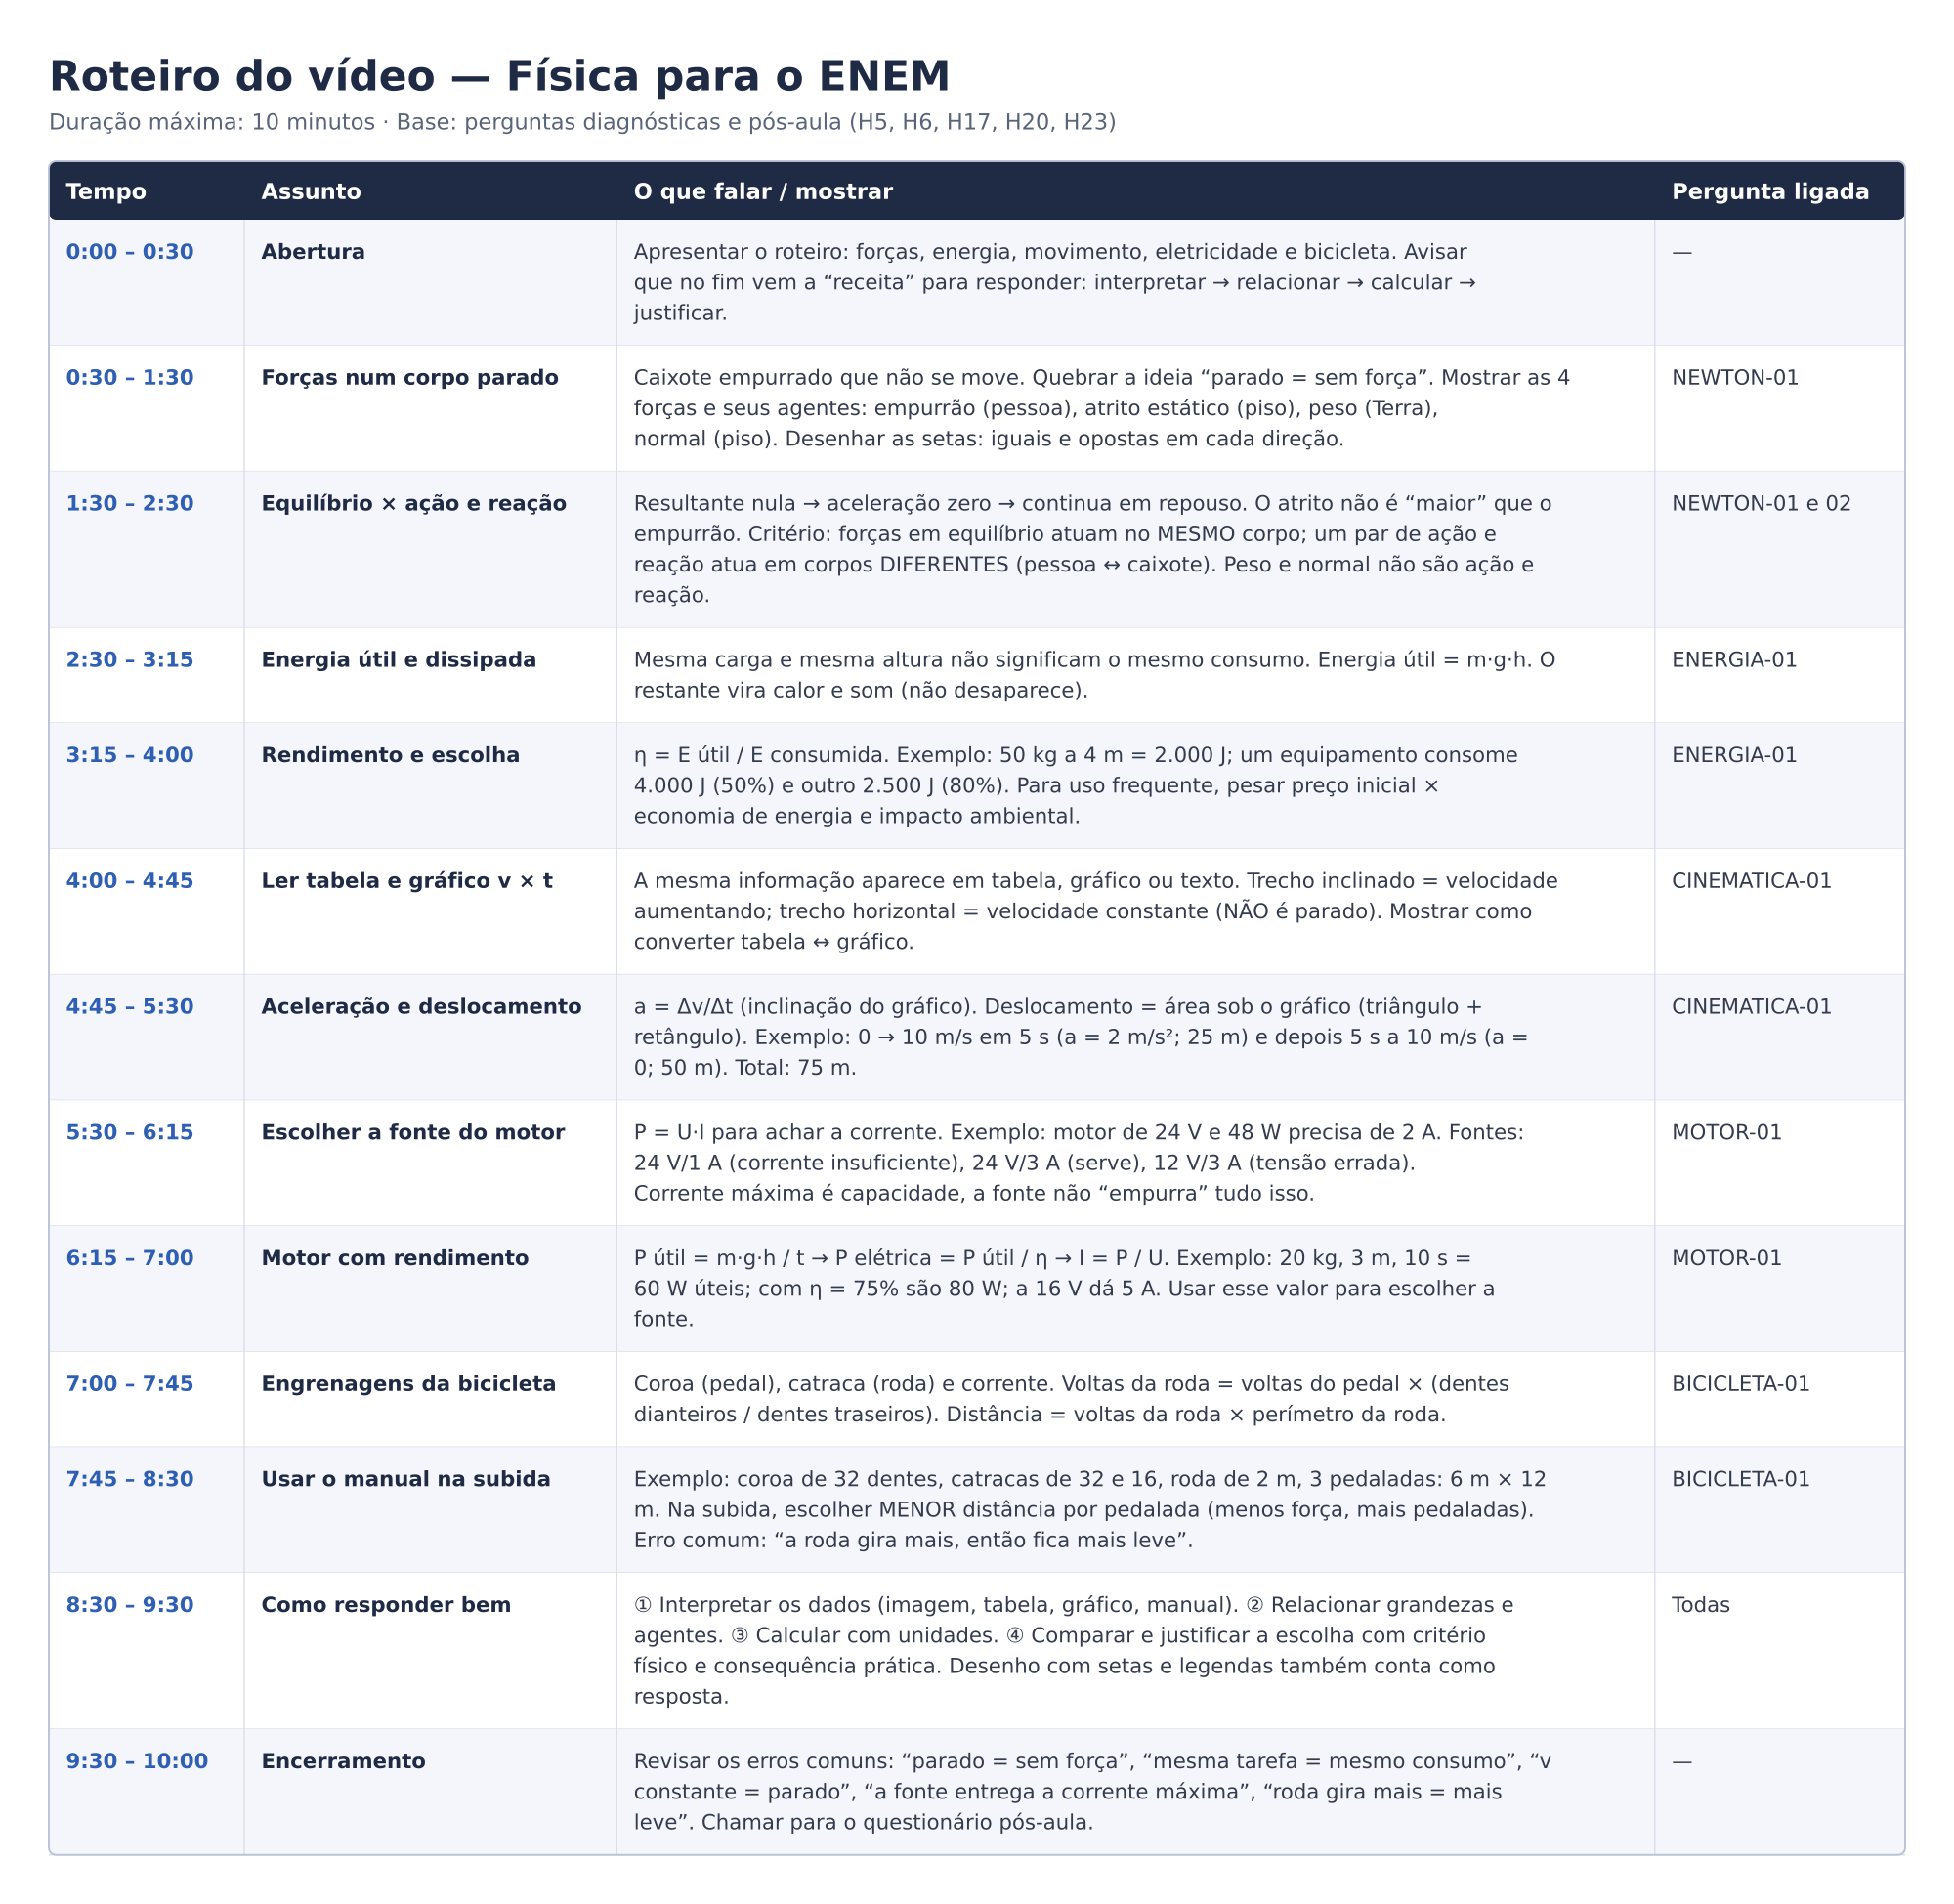 Roteiro do vídeo — Física para o ENEM
Duração máxima: 10 minutos · Base: perguntas diagnósticas e pós-aula (H5, H6, H17, H20, H23)
Tempo Assunto O que falar / mostrar Pergunta ligada
0:00 – 0:30 Abertura Apresentar o roteiro: forças, energia, movimento, eletricidade e bicicleta. Avisar —
que no fim vem a “receita” para responder: interpretar → relacionar → calcular →
justificar.
0:30 – 1:30 Forças num corpo parado Caixote empurrado que não se move. Quebrar a ideia “parado = sem força”. Mostrar as 4 NEWTON-01
forças e seus agentes: empurrão (pessoa), atrito estático (piso), peso (Terra),
normal (piso). Desenhar as setas: iguais e opostas em cada direção.
1:30 – 2:30 Equilíbrio × ação e reação Resultante nula → aceleração zero → continua em repouso. O atrito não é “maior” que o NEWTON-01 e 02
empurrão. Critério: forças em equilíbrio atuam no MESMO corpo; um par de ação e
reação atua em corpos DIFERENTES (pessoa ↔ caixote). Peso e normal não são ação e
reação.
2:30 – 3:15 Energia útil e dissipada Mesma carga e mesma altura não significam o mesmo consumo. Energia útil = m·g·h. O ENERGIA-01
restante vira calor e som (não desaparece).
3:15 – 4:00 Rendimento e escolha η = E útil / E consumida. Exemplo: 50 kg a 4 m = 2.000 J; um equipamento consome ENERGIA-01
4.000 J (50%) e outro 2.500 J (80%). Para uso frequente, pesar preço inicial ×
economia de energia e impacto ambiental.
4:00 – 4:45 Ler tabela e gráfico v × t A mesma informação aparece em tabela, gráfico ou texto. Trecho inclinado = velocidade CINEMATICA-01
aumentando; trecho horizontal = velocidade constante (NÃO é parado). Mostrar como
converter tabela ↔ gráfico.
4:45 – 5:30 Aceleração e deslocamento a = Δv/Δt (inclinação do gráfico). Deslocamento = área sob o gráfico (triângulo + CINEMATICA-01
retângulo). Exemplo: 0 → 10 m/s em 5 s (a = 2 m/s²; 25 m) e depois 5 s a 10 m/s (a =
0; 50 m). Total: 75 m.
5:30 – 6:15 Escolher a fonte do motor P = U·I para achar a corrente. Exemplo: motor de 24 V e 48 W precisa de 2 A. Fontes: MOTOR-01
24 V/1 A (corrente insuficiente), 24 V/3 A (serve), 12 V/3 A (tensão errada).
Corrente máxima é capacidade, a fonte não “empurra” tudo isso.
6:15 – 7:00 Motor com rendimento P útil = m·g·h / t → P elétrica = P útil / η → I = P / U. Exemplo: 20 kg, 3 m, 10 s = MOTOR-01
60 W úteis; com η = 75% são 80 W; a 16 V dá 5 A. Usar esse valor para escolher a
fonte.
7:00 – 7:45 Engrenagens da bicicleta Coroa (pedal), catraca (roda) e corrente. Voltas da roda = voltas do pedal × (dentes BICICLETA-01
dianteiros / dentes traseiros). Distância = voltas da roda × perímetro da roda.
7:45 – 8:30 Usar o manual na subida Exemplo: coroa de 32 dentes, catracas de 32 e 16, roda de 2 m, 3 pedaladas: 6 m × 12 BICICLETA-01
m. Na subida, escolher MENOR distância por pedalada (menos força, mais pedaladas).
Erro comum: “a roda gira mais, então fica mais leve”.
8:30 – 9:30 Como responder bem ① Interpretar os dados (imagem, tabela, gráfico, manual). ② Relacionar grandezas e Todas
agentes. ③ Calcular com unidades. ④ Comparar e justificar a escolha com critério
físico e consequência prática. Desenho com setas e legendas também conta como
resposta.
9:30 – 10:00 Encerramento Revisar os erros comuns: “parado = sem força”, “mesma tarefa = mesmo consumo”, “v —
constante = parado”, “a fonte entrega a corrente máxima”, “roda gira mais = mais
leve”. Chamar para o questionário pós-aula.